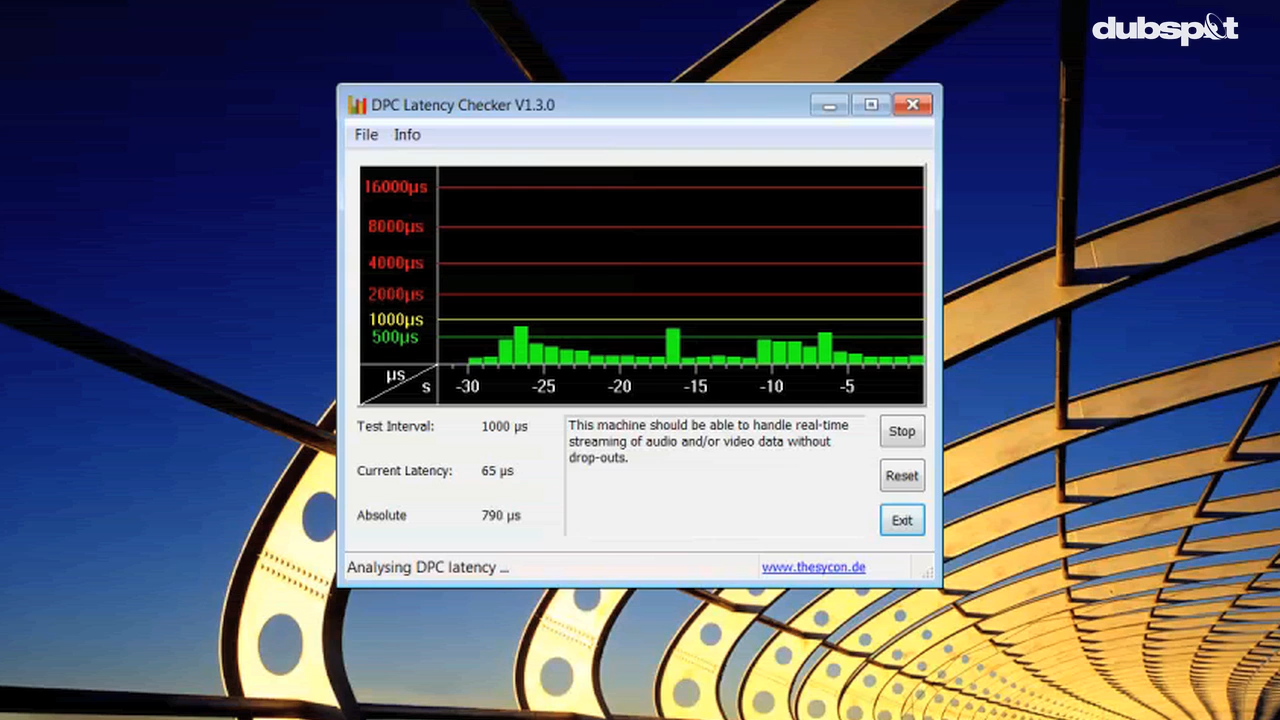 dubspot
DPC Latency Checker V1.3.0
File Info
16000µs
8000µs
4000µs
2000µs
1000µs
500µs
µs
s
-30 -25 -20 -15 -10 -5
Test Interval: 1000 µs
Current Latency: 65 µs
Absolute 790 µs
This machine should be able to handle real-time
streaming of audio and/or video data without
drop-outs.
Stop
Reset
Exit
Analysing DPC latency ...
www.thesycon.de